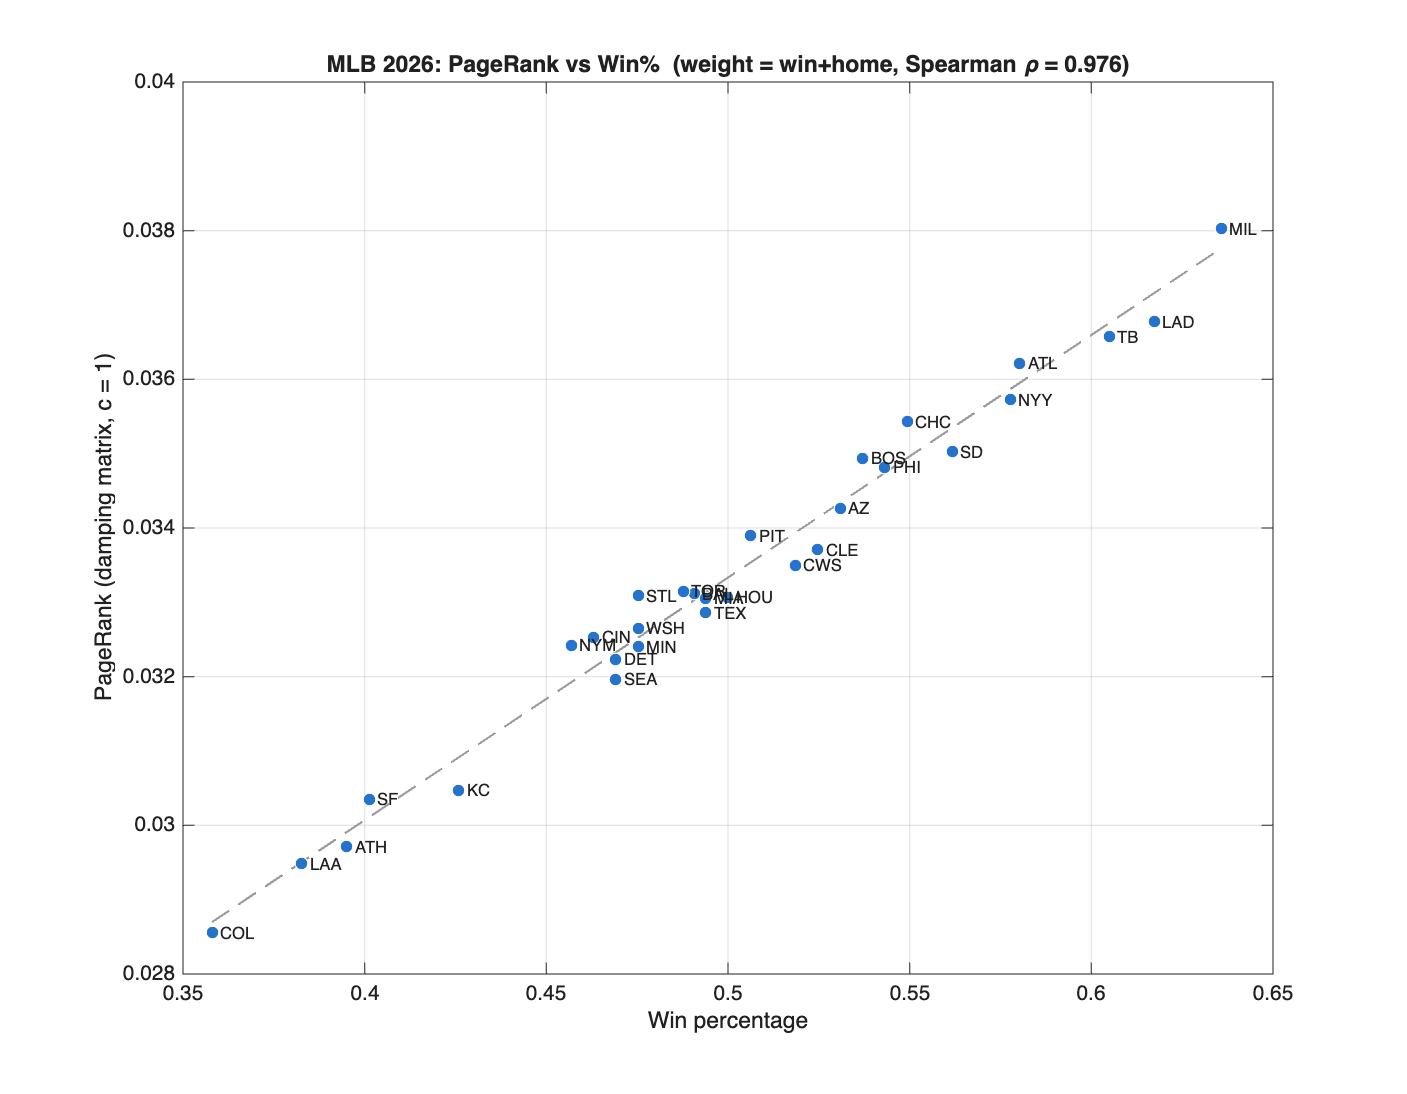 MLB 2026: PageRank vs Win% (weight = win+home, Spearman ρ = 0.976)
0.04
0.038
0.036
0.034
0.032
0.03
0.028
PageRank (damping matrix, c = 1)
MIL
LAD
TB
ATL
NYY
CHC
SD
BOS
PHI
AZ
PIT
CLE
CWS
STL
TOR
BAL
MIA
HOU
TEX
WSH
CIN
NYM
MIN
DET
SEA
KC
SF
ATH
LAA
COL
0.35
0.4
0.45
0.5
0.55
0.6
0.65
Win percentage